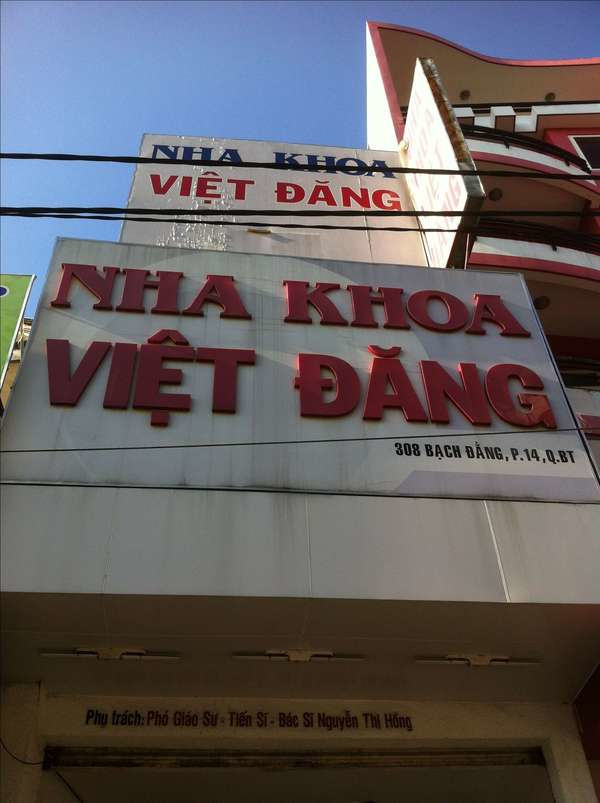 NHA KHOA
VIỆT ĐĂNG
NHA KHOA
VIỆT ĐĂNG
308 BẠCH ĐẰNG, P.14, Q.BT
Phụ trách: Phó Giáo Sư - Tiến Sĩ - Bác Sĩ Nguyễn Thị Hồng